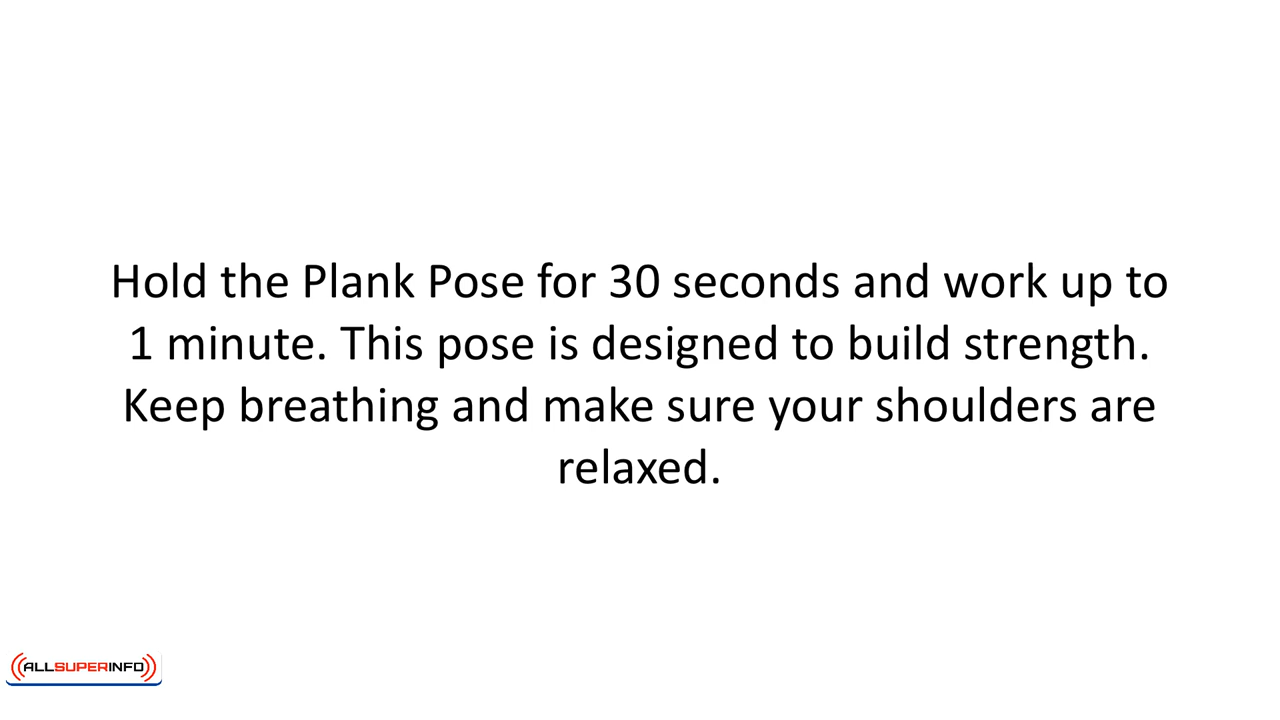 Hold the Plank Pose for 30 seconds and work up to
1 minute. This pose is designed to build strength.
Keep breathing and make sure your shoulders are
relaxed.
ALLSUPERINFO